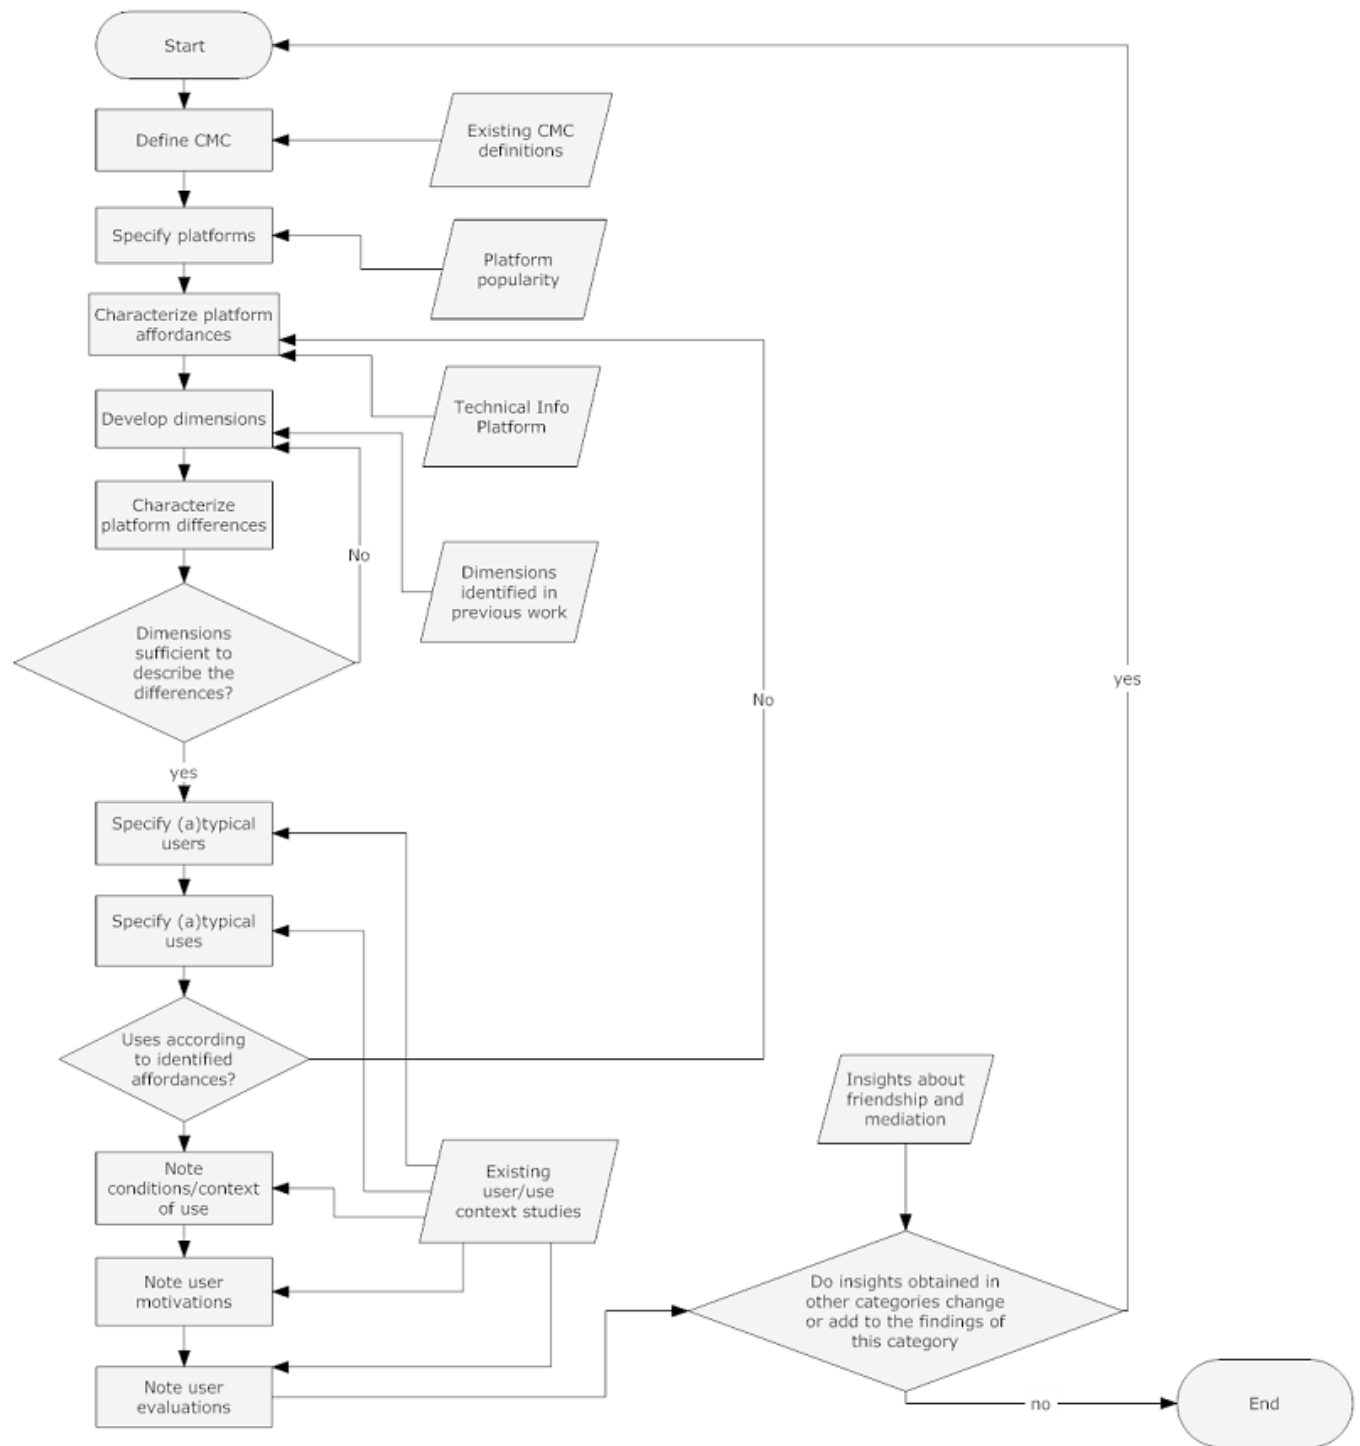 Start
Define CMC
Existing CMC
definitions
Specify platforms
Platform
popularity
Characterize platform
affordances
Technical Info
Platform
Develop dimensions
Characterize
platform differences
No
Dimensions
identified in
previous work
Dimensions
sufficient to
describe the
differences?
yes
No
yes
Specify (a)typical
users
Specify (a)typical
uses
Uses according
to identified
affordances?
Insights about
friendship and
mediation
Note
conditions/context
of use
Existing
user/use
context studies
Note user
motivations
Do insights obtained in
other categories change
or add to the findings of
this category
Note user
evaluations
no
End